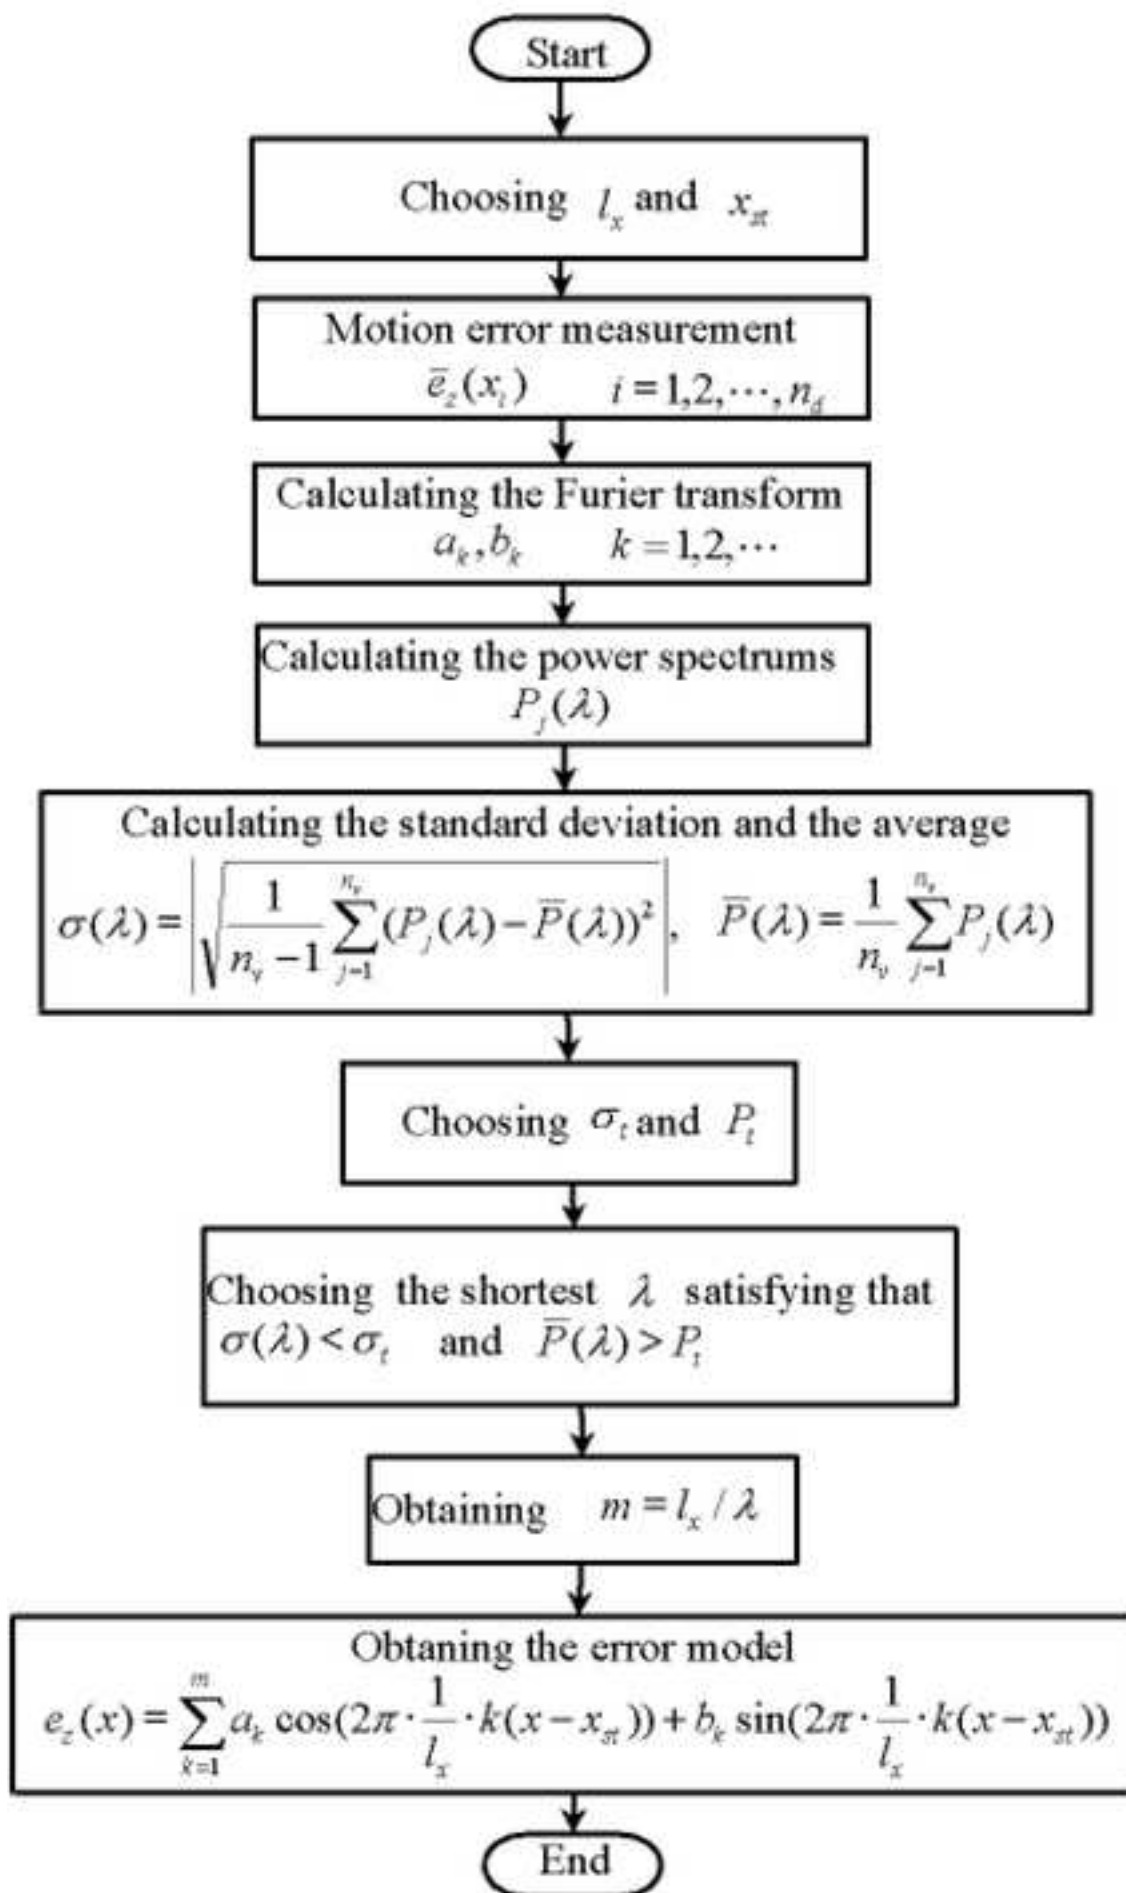 Start
Choosing l_x and x_st
Motion error measurement
e̅_z(x_i) i = 1,2,⋯,n_d
Calculating the Furier transform
a_k,b_k k = 1,2,⋯
Calculating the power spectrums
P_j(λ)
Calculating the standard deviation and the average
σ(λ) = |√(1/(n_v −1) ∑_{j=1}^{n_v} (P_j(λ) − P̅(λ))²)|, P̅(λ) = 1/n_v ∑_{j=1}^{n_v} P_j(λ)
Choosing σ_t and P_t
Choosing the shortest λ satisfying that
σ(λ) < σ_t and P̅(λ) > P_t
Obtaining m = l_x / λ
Obtaning the error model
e_z(x) = ∑_{k=1}^{m} a_k cos(2π · 1/l_x · k(x − x_st)) + b_k sin(2π · 1/l_x · k(x − x_st))
End